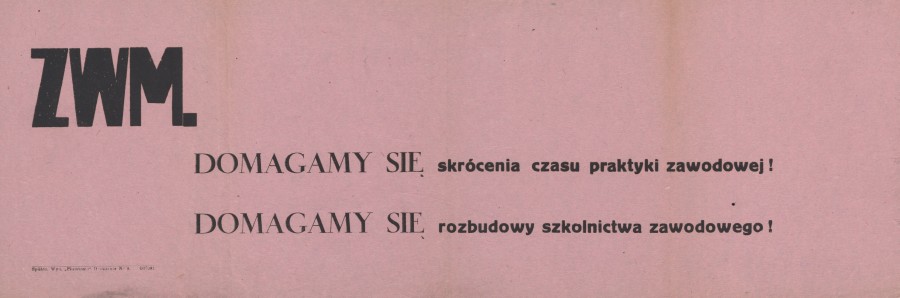 ZWM.
DOMAGAMY SIĘ skrócenia czasu praktyki zawodowej!
DOMAGAMY SIĘ rozbudowy szkolnictwa zawodowego!